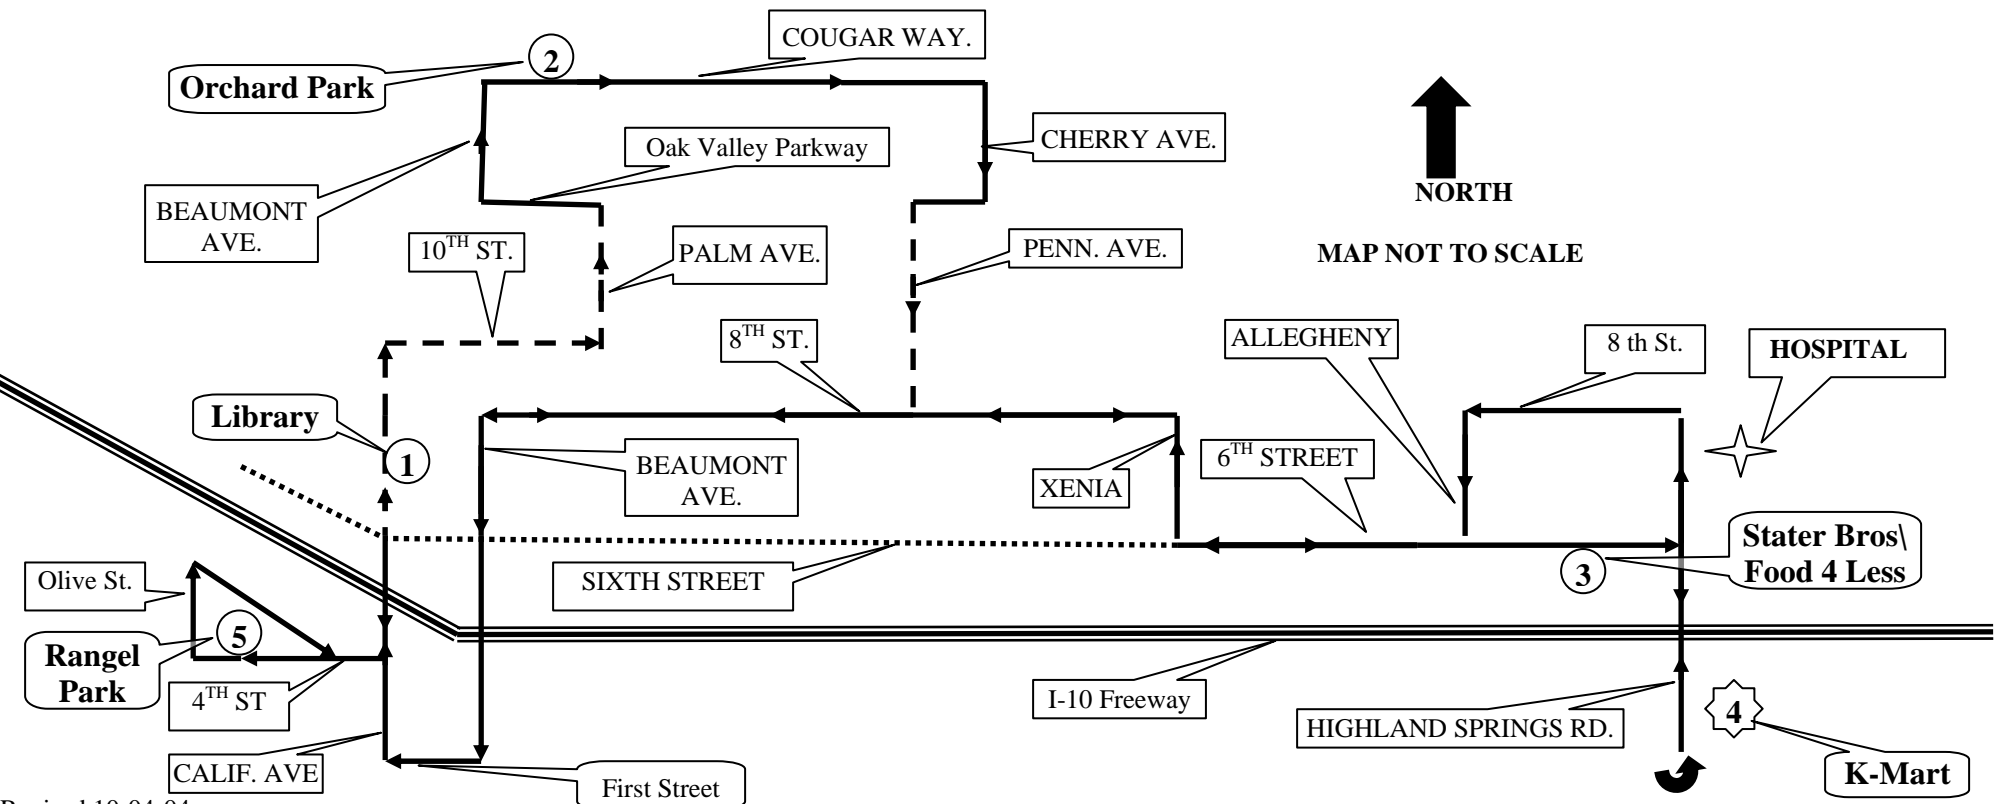 COUGAR WAY.
2
Orchard Park
Oak Valley Parkway
CHERRY AVE.
NORTH
BEAUMONT
AVE.
10TH ST.
PALM AVE.
PENN. AVE.
MAP NOT TO SCALE
8TH ST.
ALLEGHENY
8 th St.
HOSPITAL
Library
1
BEAUMONT
AVE.
XENIA
6TH STREET
Stater Bros\
Food 4 Less
3
Olive St.
SIXTH STREET
5
Rangel
Park
4TH ST
I-10 Freeway
HIGHLAND SPRINGS RD.
4
CALIF. AVE
First Street
K-Mart